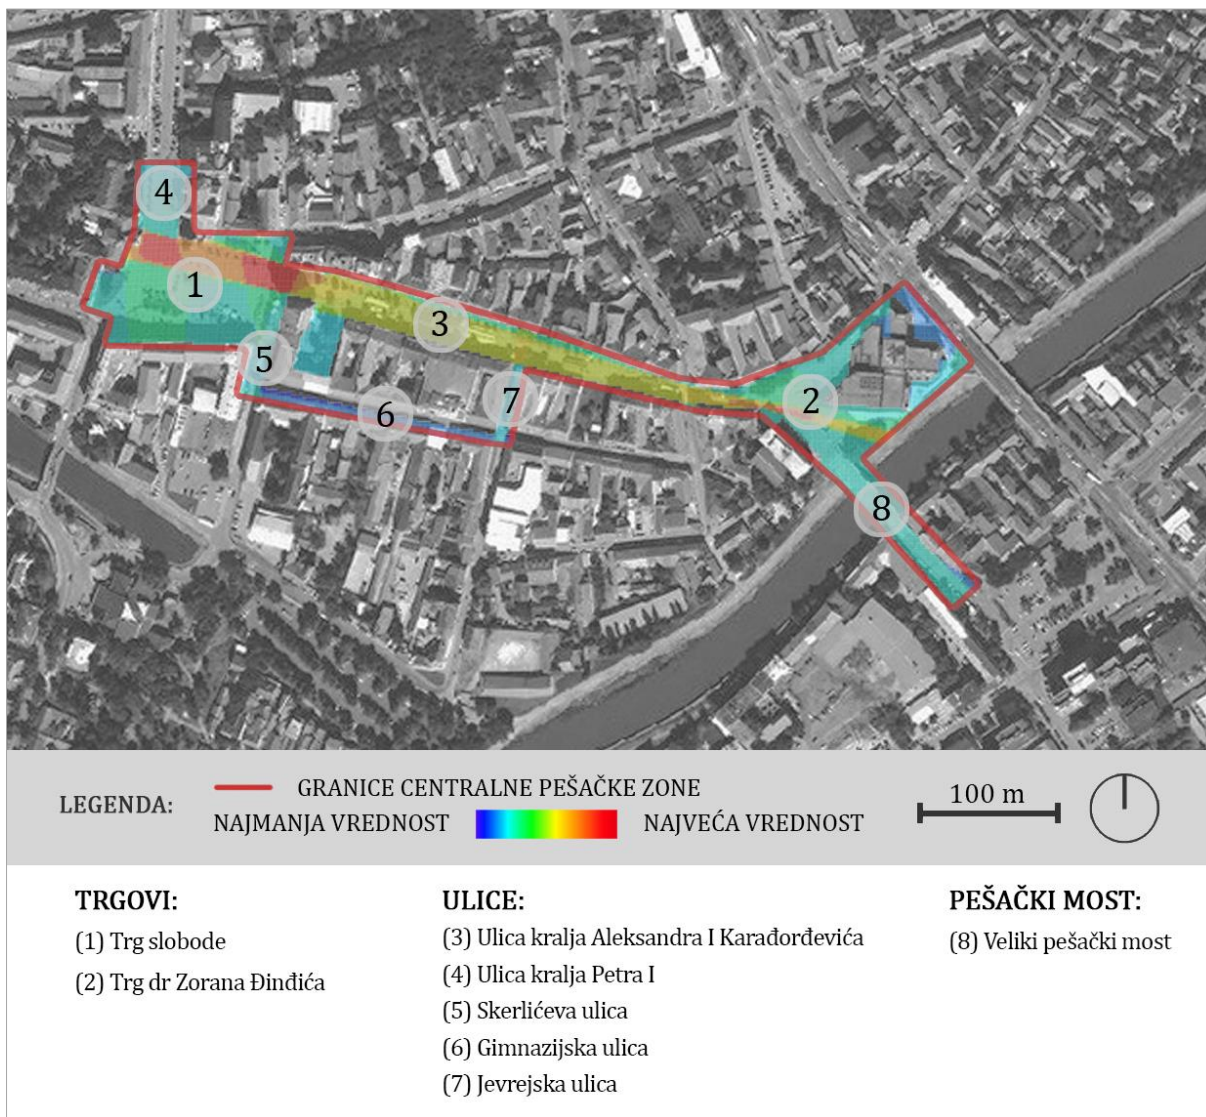 4
1
3
5
7
2
6
8
LEGENDA:
GRANICE CENTRALNE PEŠAČKE ZONE
NAJMANJA VREDNOST
NAJVEĆA VREDNOST
100 m
TRGOVI:
(1) Trg slobode
(2) Trg dr Zorana Đinđića
ULICE:
(3) Ulica kralja Aleksandra I Karađorđevića
(4) Ulica kralja Petra I
(5) Skerlićeva ulica
(6) Gimnazijska ulica
(7) Jevrejska ulica
PEŠAČKI MOST:
(8) Veliki pešački most